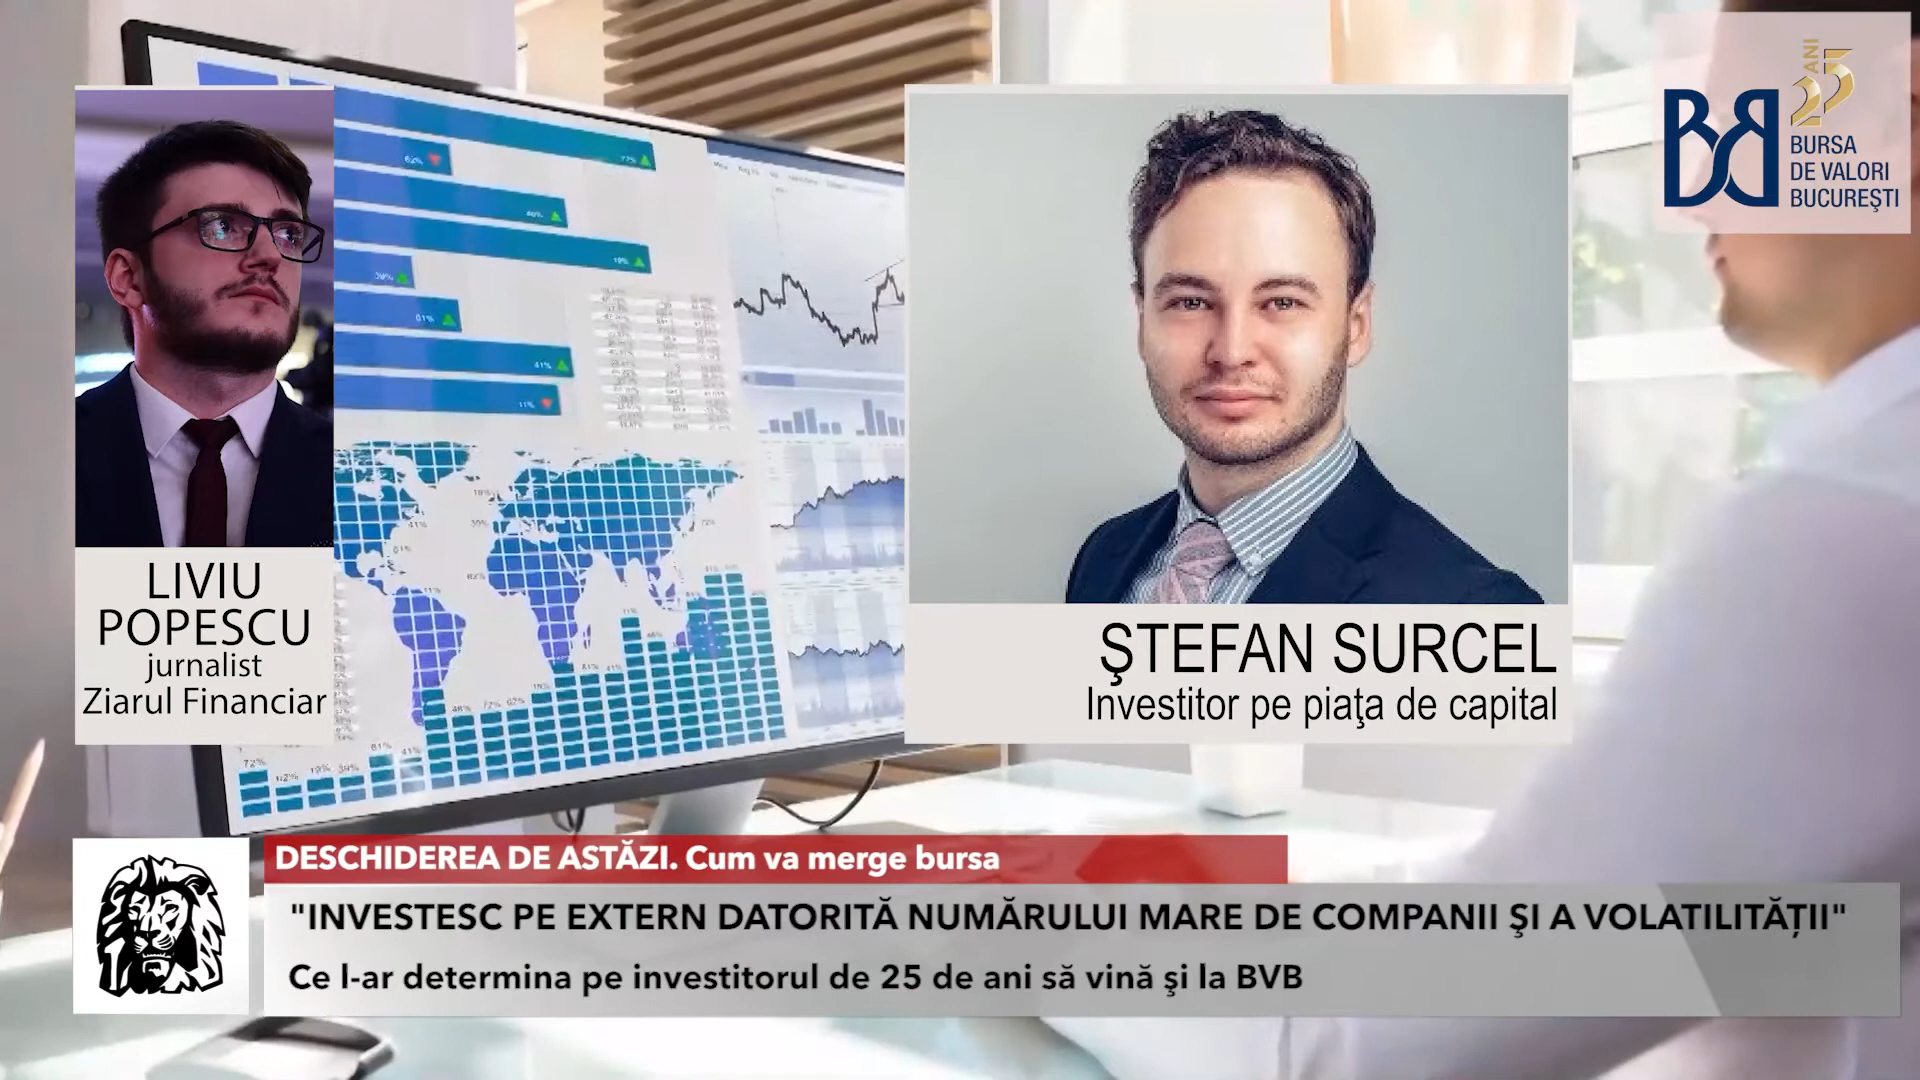 25 ANI
BURSA
DE VALORI
BUCUREŞTI
LIVIU
POPESCU
jurnalist
Ziarul Financiar
ŞTEFAN SURCEL
Investitor pe piaţa de capital
DESCHIDEREA DE ASTĂZI. Cum va merge bursa
"INVESTESC PE EXTERN DATORITĂ NUMĂRULUI MARE DE COMPANII ŞI A VOLATILITĂȚII"
Ce l-ar determina pe investitorul de 25 de ani să vină şi la BVB